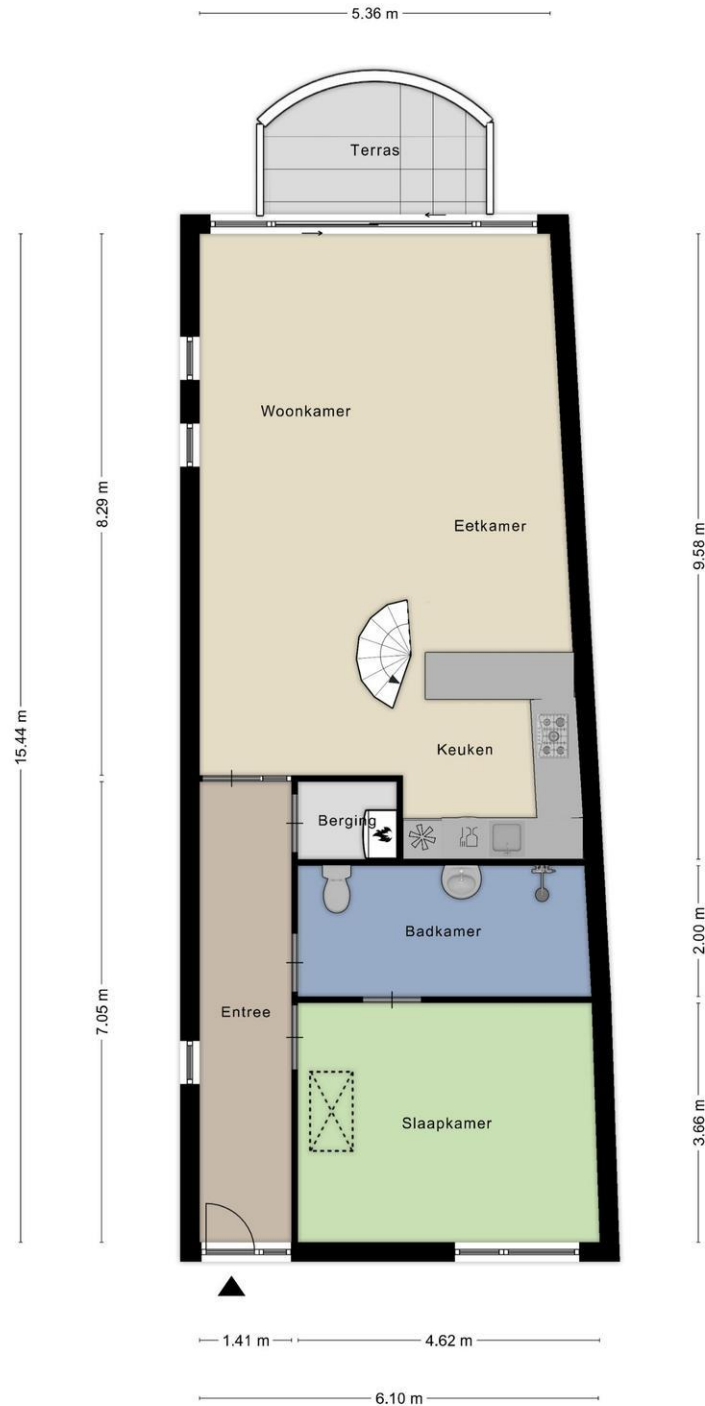 5.36 m
Terras
Woonkamer
8.29 m
Eetkamer
9.58 m
15.44 m
Keuken
Berging
Badkamer
2.00 m
7.05 m
Entree
Slaapkamer
3.66 m
1.41 m
4.62 m
6.10 m